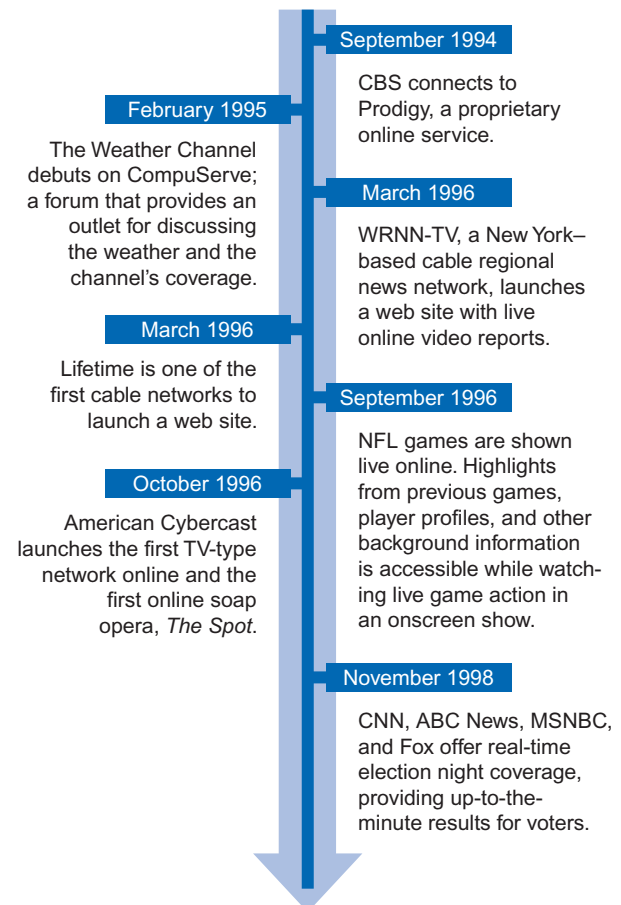 September 1994
CBS connects to
Prodigy, a proprietary
online service.
February 1995
The Weather Channel
debuts on CompuServe;
a forum that provides an
outlet for discussing
the weather and the
channel's coverage.
March 1996
WRNN-TV, a New York–
based cable regional
news network, launches
a web site with live
online video reports.
March 1996
Lifetime is one of the
first cable networks to
launch a web site.
September 1996
NFL games are shown
live online. Highlights
from previous games,
player profiles, and other
background information
is accessible while watch-
ing live game action in
an onscreen show.
October 1996
American Cybercast
launches the first TV-type
network online and the
first online soap
opera, The Spot.
November 1998
CNN, ABC News, MSNBC,
and Fox offer real-time
election night coverage,
providing up-to-the-
minute results for voters.